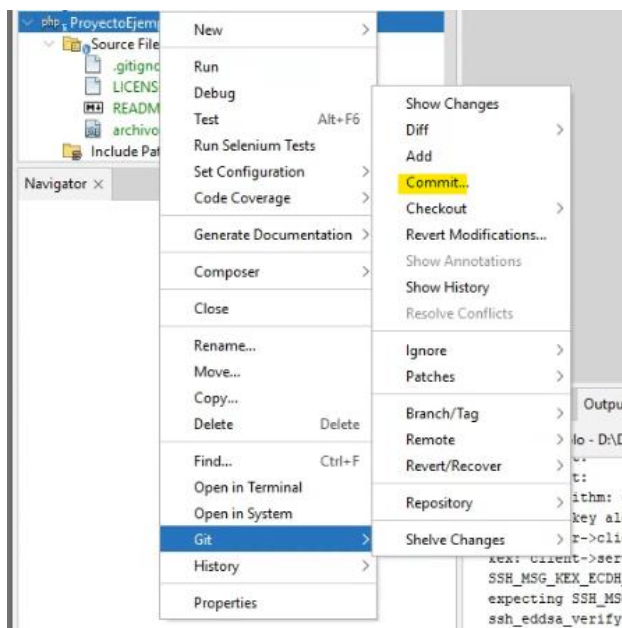 php ProyectoEjem
Source File
.gitigno
LICENS
READM
archivo
Include Pat
Navigator ×
New >
Run
Debug
Test Alt+F6
Run Selenium Tests
Set Configuration >
Code Coverage >
Generate Documentation >
Composer >
Close
Rename...
Move...
Copy...
Delete Delete
Find... Ctrl+F
Open in Terminal
Open in System
Git >
History >
Properties
Show Changes
Diff >
Add
Commit...
Checkout >
Revert Modifications...
Show Annotations
Show History
Resolve Conflicts
Ignore >
Patches >
Branch/Tag >
Remote >
Revert/Recover >
Repository >
Shelve Changes >
Outpu
lo - D:\D
t:
ithm:
key al
r->cli
kex: client->ser
SSH_MSG_KEX_ECDH
expecting SSH_MS
ssh_eddsa_verify